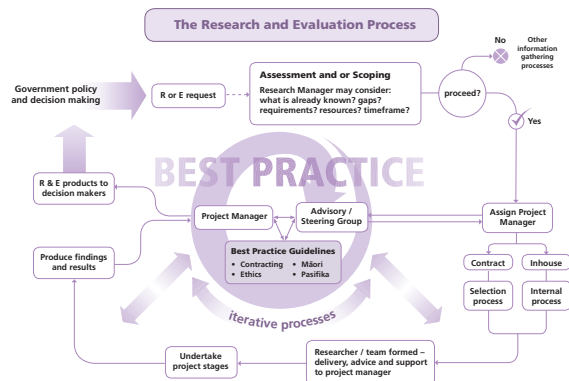 The Research and Evaluation Process
No
Other
information
gathering
processes
Government policy
and decision making
R or E request
Assessment and or Scoping
Research Manager may consider:
what is already known? gaps?
requirements? resources? timeframe?
proceed?
Yes
BEST PRACTICE
R & E products to
decision makers
Project Manager
Advisory /
Steering Group
Assign Project
Manager
Best Practice Guidelines
• Contracting • Māori
• Ethics • Pasifika
Produce findings
and results
Contract
Inhouse
Selection
process
Internal
process
iterative processes
Undertake
project stages
Researcher / team formed –
delivery, advice and support
to project manager